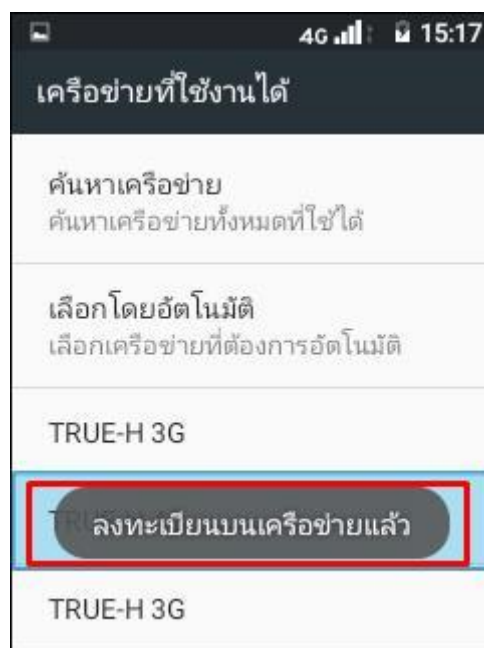 4G 15:17
เครือข่ายที่ใช้งานได้
ค้นหาเครือข่าย
ค้นหาเครือข่ายทั้งหมดที่ใช้ได้
เลือกโดยอัตโนมัติ
เลือกเครือข่ายที่ต้องการอัตโนมัติ
TRUE-H 3G
ลงทะเบียนบนเครือข่ายแล้ว
TRUE-H 3G